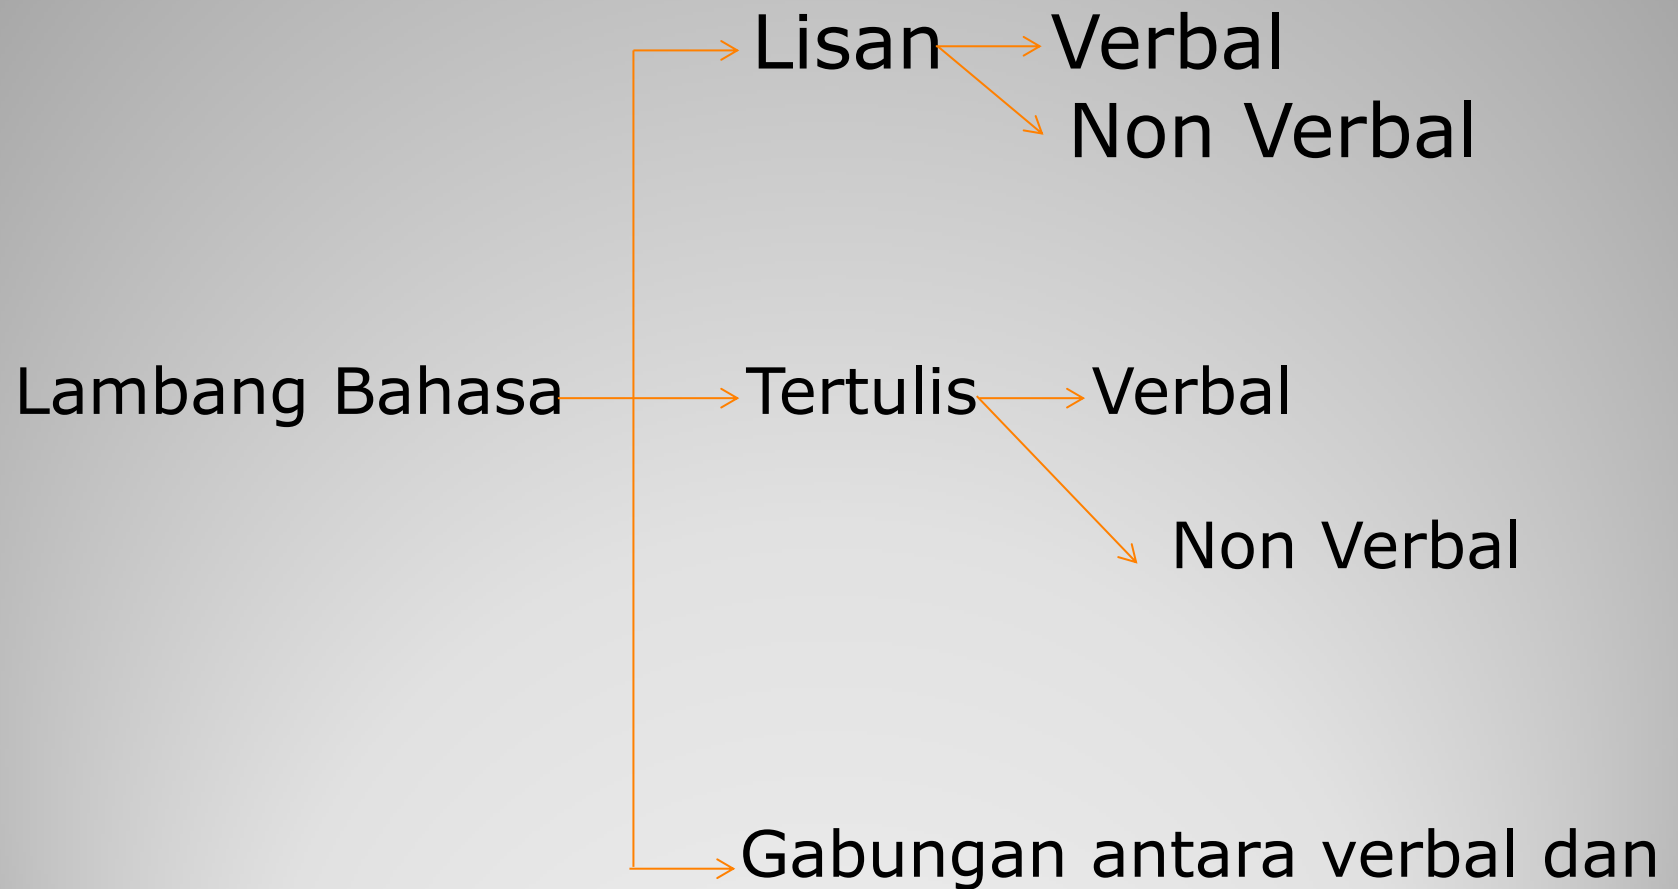 Lisan Verbal
Non Verbal
Lambang Bahasa Tertulis Verbal
Non Verbal
Gabungan antara verbal dan